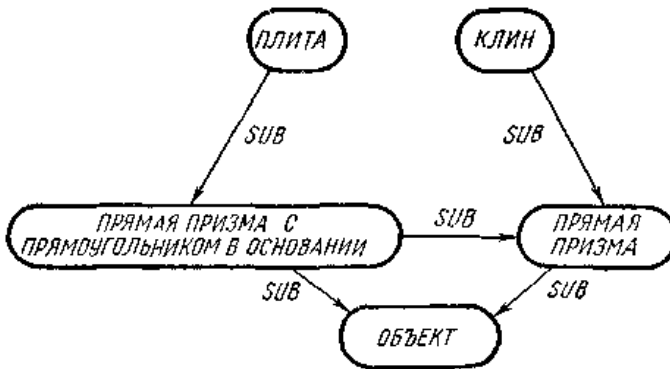 ПЛИТА
КЛИН
SUB
SUB
ПРЯМАЯ ПРИЗМА С
ПРЯМОУГОЛЬНИКОМ В ОСНОВАНИИ
SUB
ПРЯМАЯ
ПРИЗМА
SUB
SUB
ОБЪЕКТ